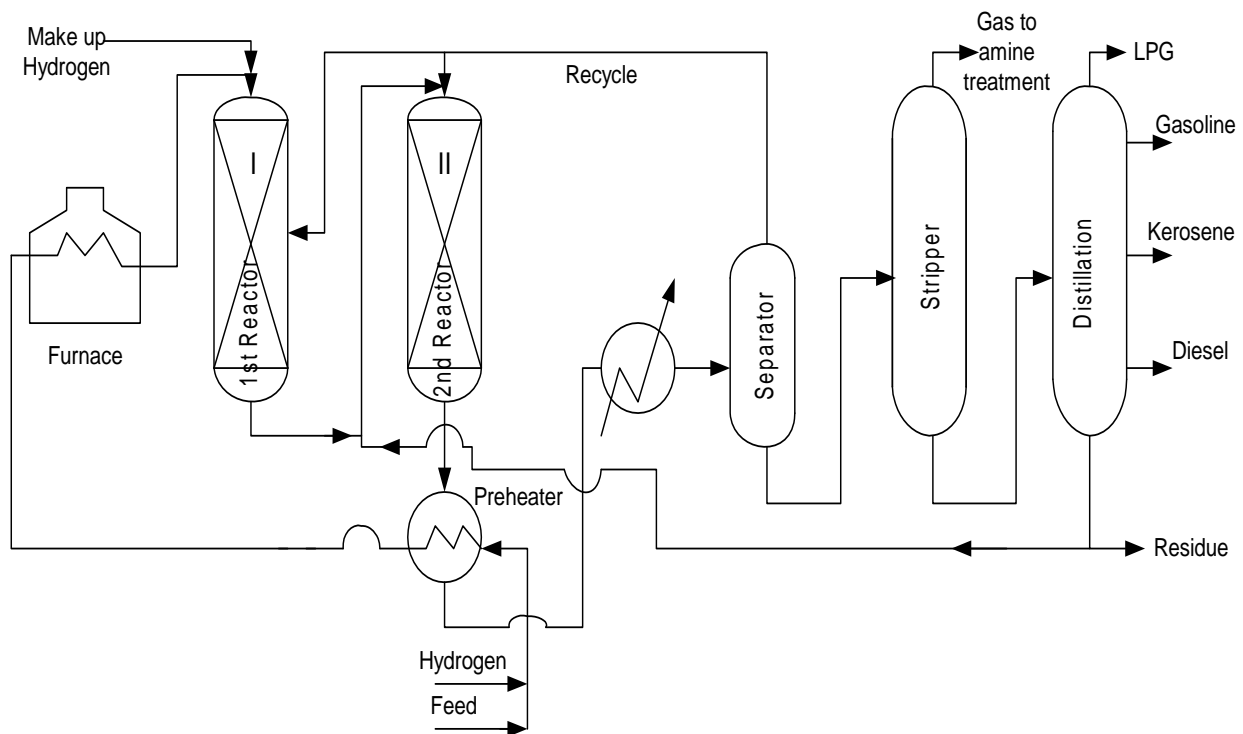 Make up
Hydrogen
Gas to
amine
treatment
LPG
Recycle
Gasoline
I
II
Kerosene
1st Reactor
2nd Reactor
Separator
Stripper
Distillation
Furnace
Diesel
Preheater
Residue
Hydrogen
Feed